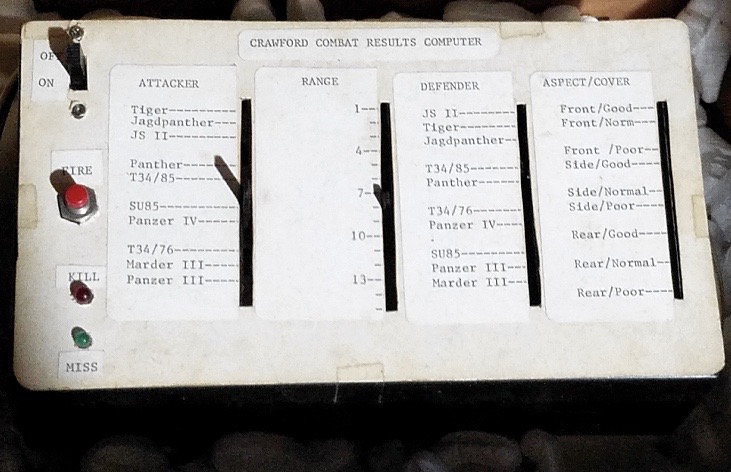 CRAWFORD COMBAT RESULTS COMPUTER
OFF
ON
FIRE
KILL
MISS
ATTACKER
Tiger---------
Jagdpanther---
JS II---------
Panther-------
T34/85--------
SU85----------
Panzer IV-----
T34/76--------
Marder III----
Panzer III----
RANGE
1--
4--
7--
10--
13--
DEFENDER
JS II--------
Tiger--------
Jagdpanther--
T34/85-------
Panther------
T34/76-------
Panzer IV----
SU85---------
Panzer III---
Marder III---
ASPECT/COVER
Front/Good---
Front/Norm---
Front /Poor--
Side/Good----
Side/Normal--
Side/Poor----
Rear/Good----
Rear/Normal--
Rear/Poor----